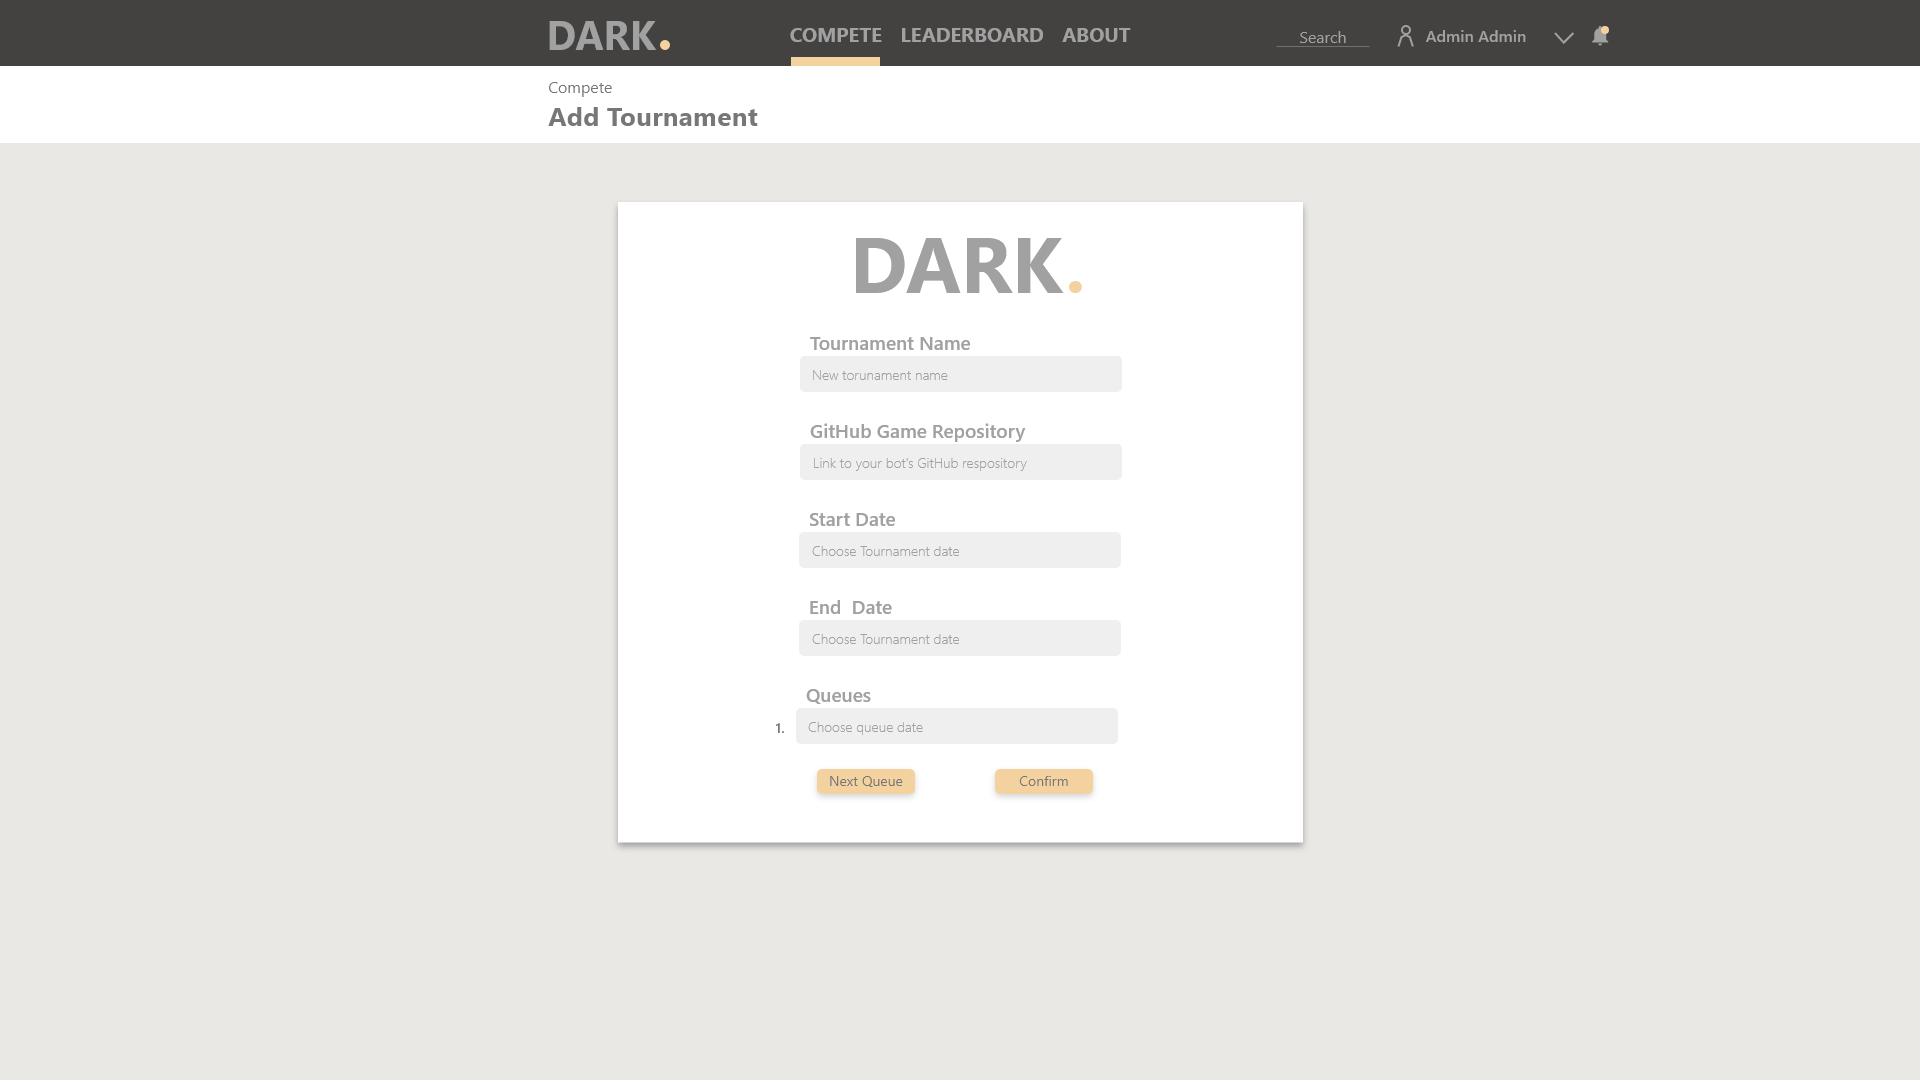 DARK.
COMPETE LEADERBOARD ABOUT
Search
Admin Admin
Compete
Add Tournament
DARK.
Tournament Name
New torunament name
GitHub Game Repository
Link to your bot's GitHub respository
Start Date
Choose Tournament date
End  Date
Choose Tournament date
Queues
1. Choose queue date
Next Queue Confirm